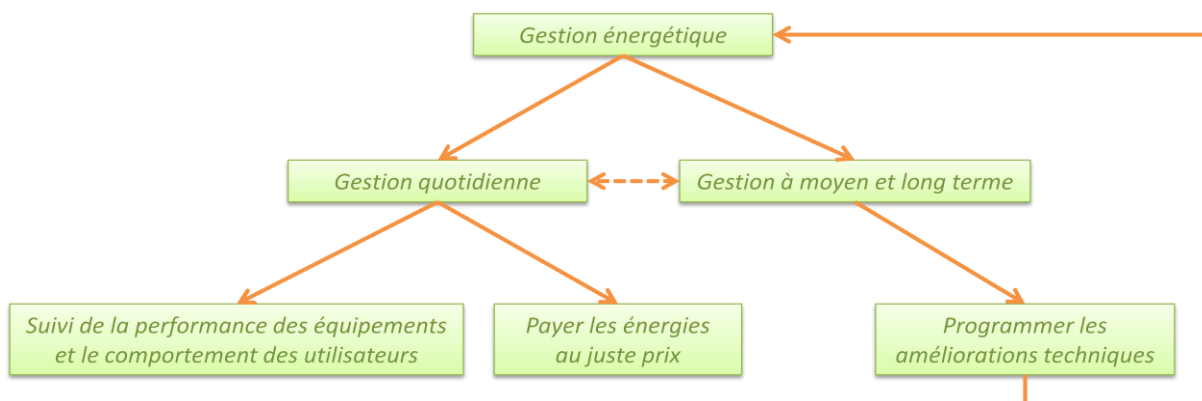 Gestion énergétique
Gestion quotidienne
Gestion à moyen et long terme
Suivi de la performance des équipements
et le comportement des utilisateurs
Payer les énergies
au juste prix
Programmer les
améliorations techniques